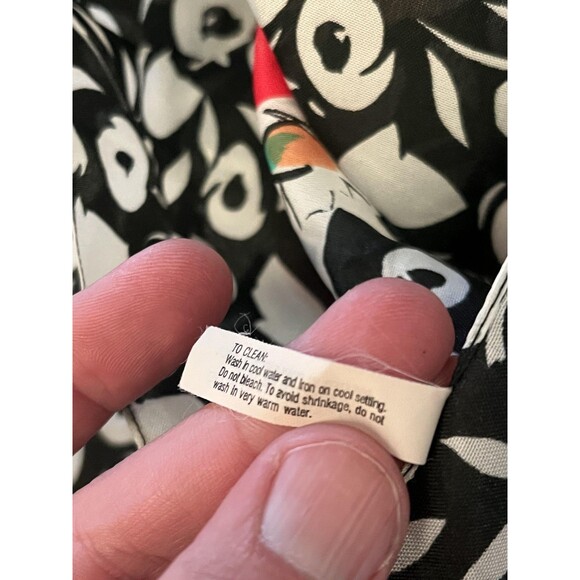 TO CLEAN:
Wash in cool water and iron on cool setting.
Do not bleach. To avoid shrinkage, do not
wash in very warm water.